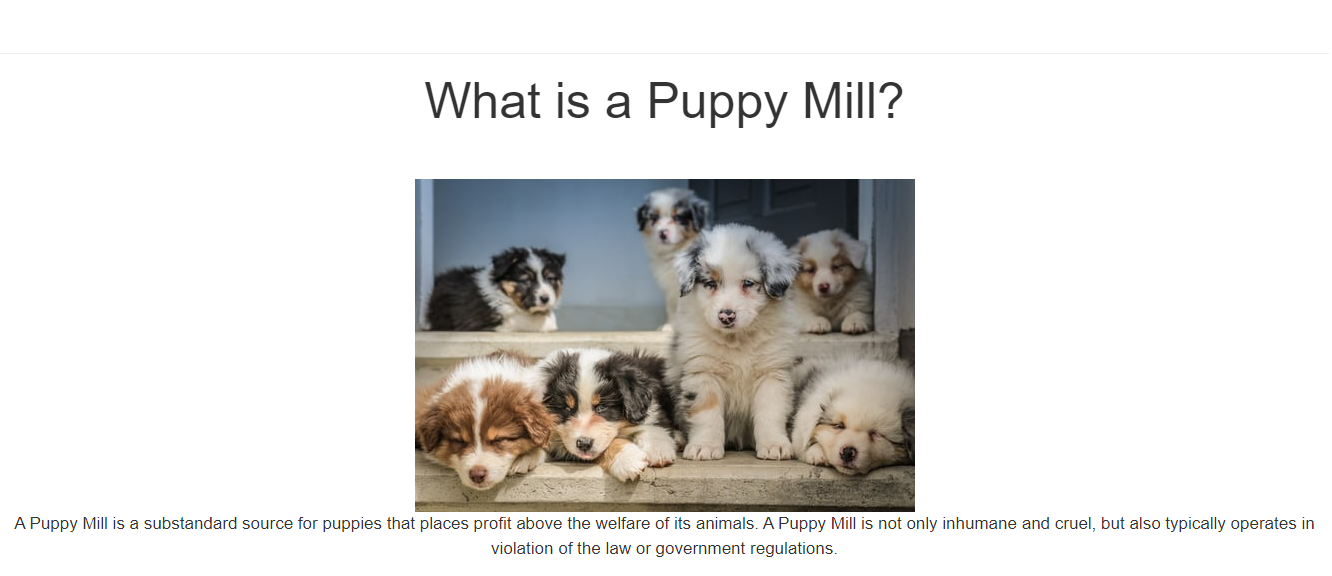 What is a Puppy Mill?
A Puppy Mill is a substandard source for puppies that places profit above the welfare of its animals. A Puppy Mill is not only inhumane and cruel, but also typically operates in
violation of the law or government regulations.